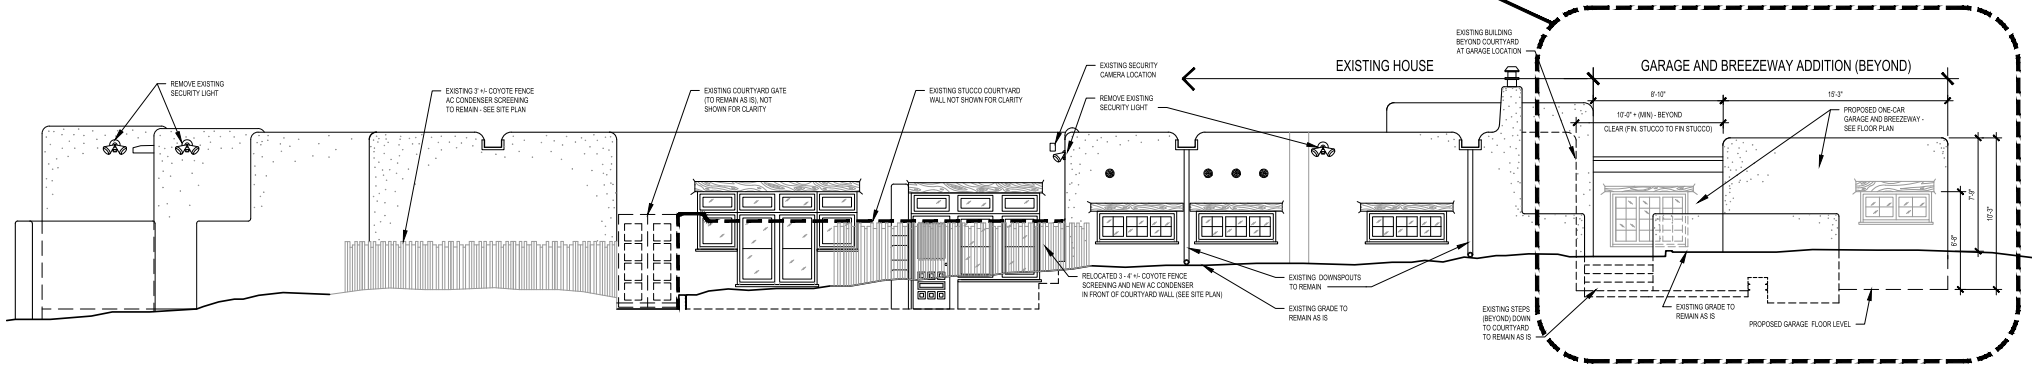 REMOVE EXISTING
SECURITY LIGHT
EXISTING 3' +/- COYOTE FENCE
AC CONDENSER SCREENING
TO REMAIN - SEE SITE PLAN
EXISTING COURTYARD GATE
(TO REMAIN AS IS), NOT
SHOWN FOR CLARITY
EXISTING STUCCO COURTYARD
WALL NOT SHOWN FOR CLARITY
EXISTING SECURITY
CAMERA LOCATION
REMOVE EXISTING
SECURITY LIGHT
EXISTING HOUSE
EXISTING BUILDING
BEYOND COURTYARD
AT GARAGE LOCATION
GARAGE AND BREEZEWAY ADDITION (BEYOND)
8'-10"
15'-3"
10'-0" + (MIN) - BEYOND
CLEAR (FIN. STUCCO TO FIN STUCCO)
PROPOSED ONE-CAR
GARAGE AND BREEZEWAY -
SEE FLOOR PLAN
7'-9"
10'-3"
6'-8"
RELOCATED 3 - 4' +/- COYOTE FENCE
SCREENING AND NEW AC CONDENSER
IN FRONT OF COURTYARD WALL (SEE SITE PLAN)
EXISTING DOWNSPOUTS
TO REMAIN
EXISTING GRADE TO
REMAIN AS IS
EXISTING STEPS
(BEYOND) DOWN
TO COURTYARD
TO REMAIN AS IS
EXISTING GRADE TO
REMAIN AS IS
PROPOSED GARAGE FLOOR LEVEL